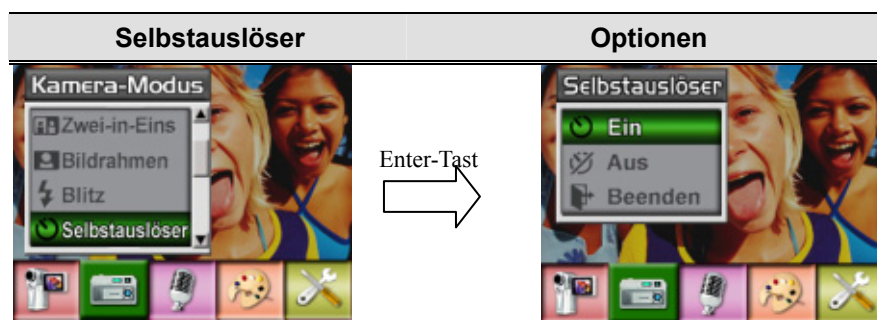 Selbstauslöser Optionen
Kamera-Modus
Zwei-in-Eins
Bildrahmen
Blitz
Selbstauslöser
Enter-Tast
Selbstauslöser
Ein
Aus
Beenden